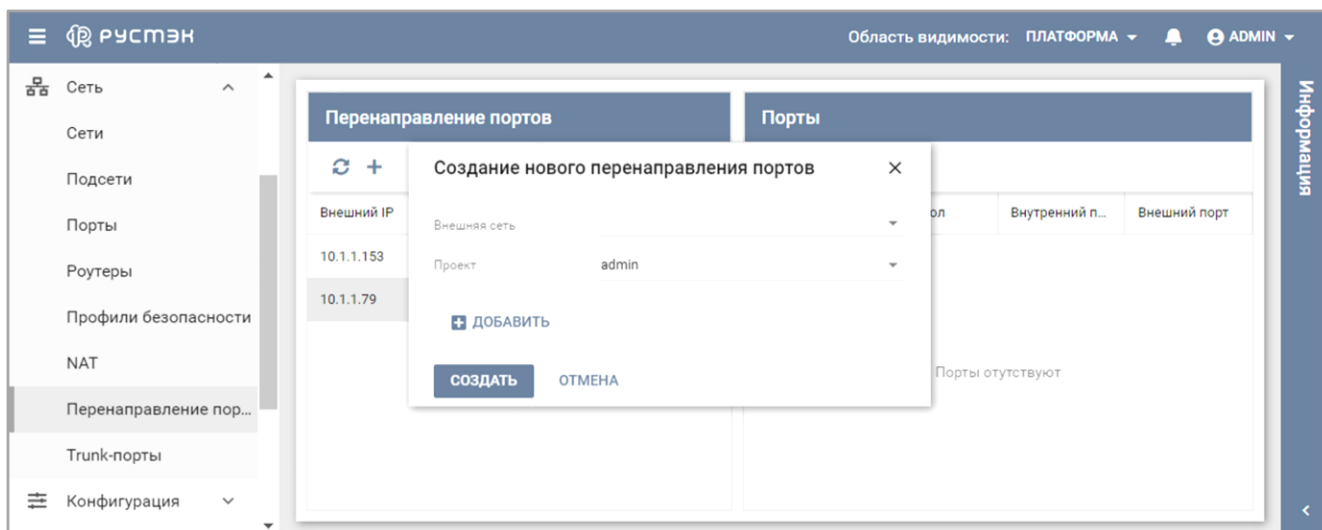 РУСТЭК
Область видимости: ПЛАТФОРМА
ADMIN
Сеть
Сети
Подсети
Порты
Роутеры
Профили безопасности
NAT
Перенаправление пор...
Trunk-порты
Конфигурация
Перенаправление портов
Внешний IP
10.1.1.153
10.1.1.79
Порты
ол
Внутренний п...
Внешний порт
Порты отутствуют
Создание нового перенаправления портов
Внешняя сеть
Проект
admin
ДОБАВИТЬ
СОЗДАТЬ
ОТМЕНА
Информация